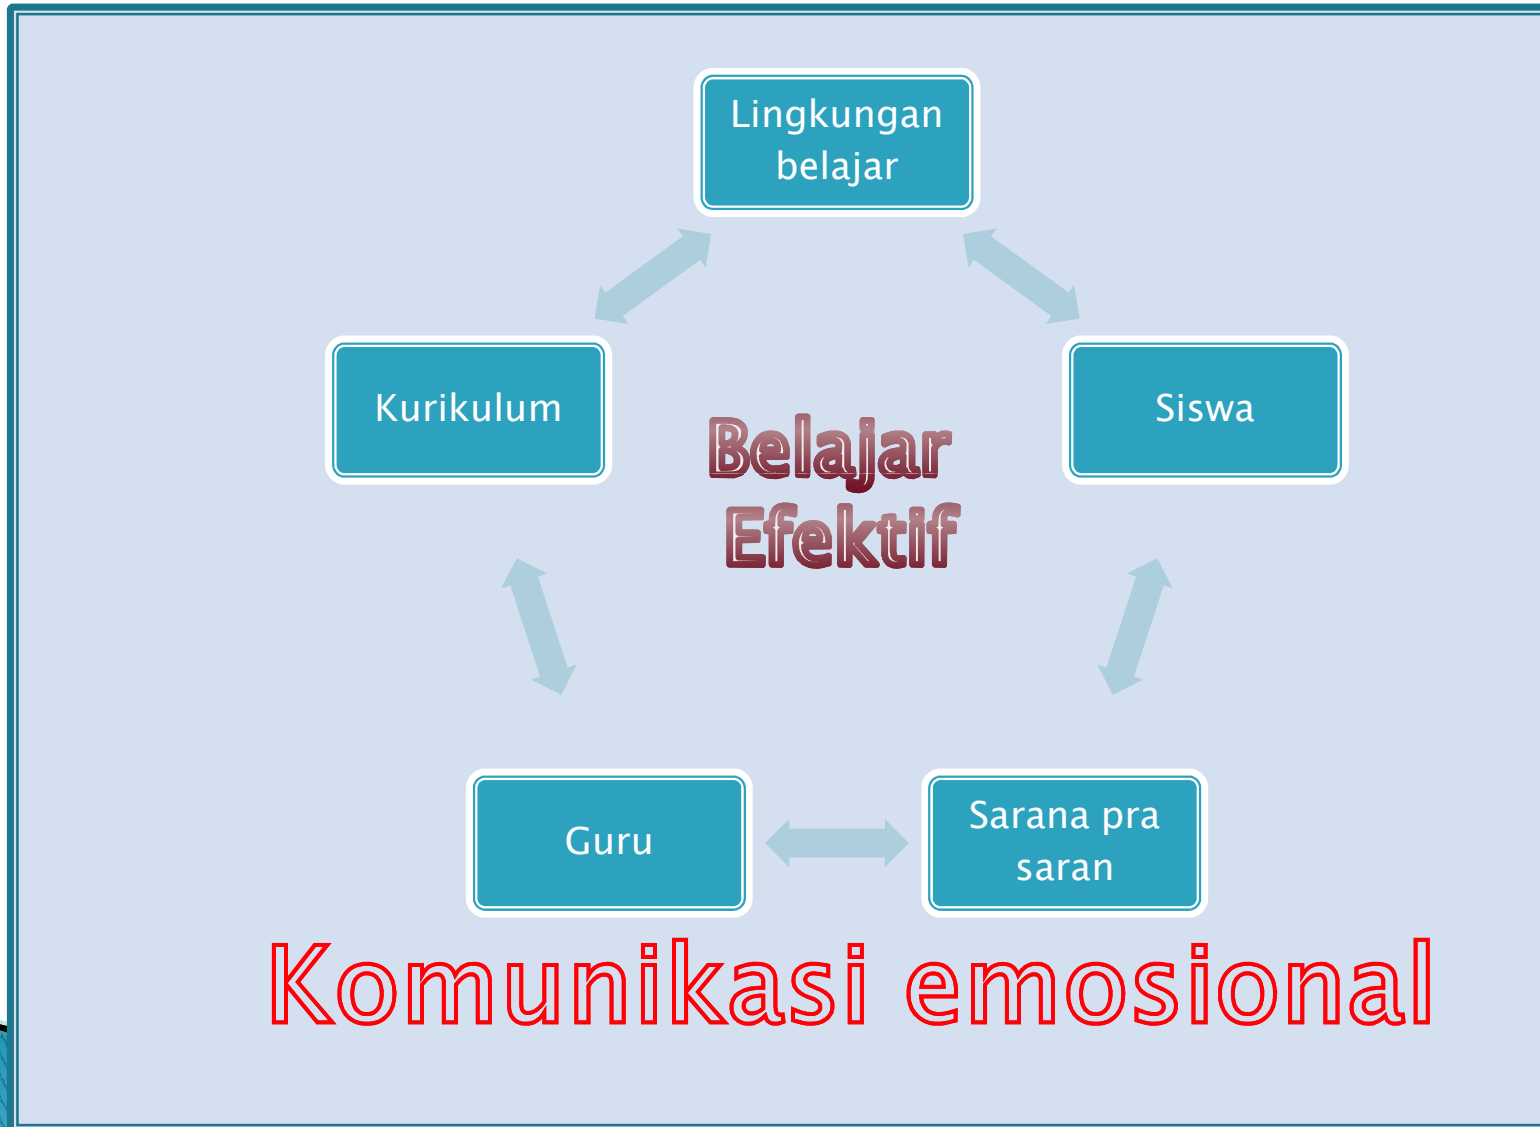 Lingkungan
belajar
Kurikulum
Siswa
Belajar
Efektif
Guru
Sarana pra
saran
Komunikasi emosional